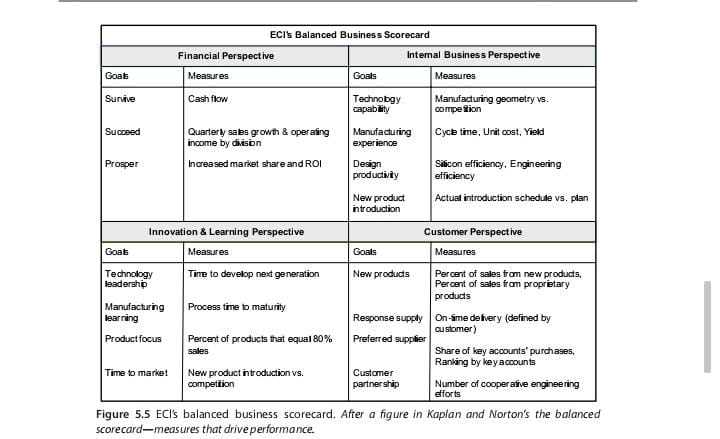 ECI's Balanced Business Scorecard
Financial Perspective
Goals Measures
Survive Cash flow
Succeed Quarterly sales growth & operating
income by division
Prosper Increased market share and ROI
Internal Business Perspective
Goals Measures
Technology
capability
Manufacturing geometry vs.
competition
Manufacturing
experience
Cycle time, Unit cost, Yield
Design
productivity
Silicon efficiency, Engineering
efficiency
New product
introduction
Actual introduction schedule vs. plan
Innovation & Learning Perspective
Goals Measures
Technology
leadership
Time to develop next generation
Manufacturing
learning
Process time to maturity
Product focus Percent of products that equal 80%
sales
Time to market New product introduction vs.
competition
Customer Perspective
Goals Measures
New products Percent of sales from new products,
Percent of sales from proprietary
products
Response supply On-time delivery (defined by
customer)
Preferred supplier
Share of key accounts' purchases,
Ranking by key accounts
Customer
partnership
Number of cooperative engineering
efforts
Figure 5.5 ECI's balanced business scorecard. After a figure in Kaplan and Norton's the balanced
scorecard—measures that drive performance.